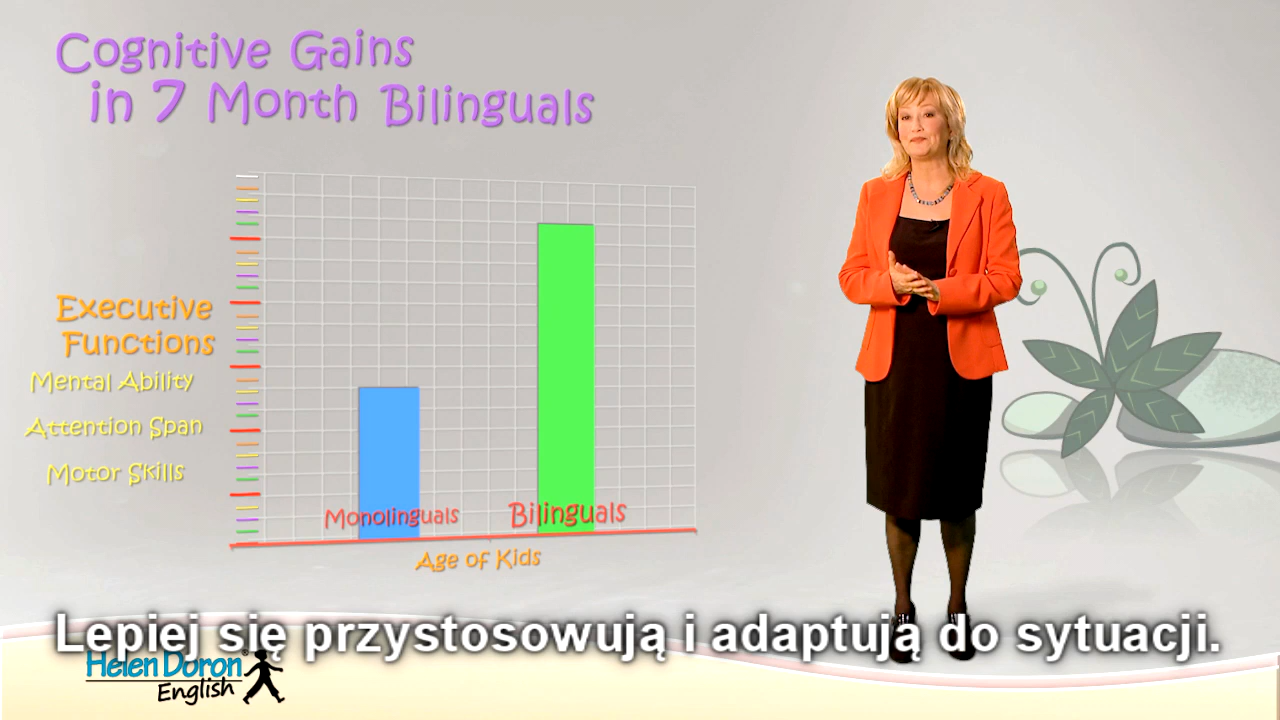 Cognitive Gains
in 7 Month Bilinguals
Executive
Functions
Mental Ability
Attention Span
Motor Skills
Monolinguals
Bilinguals
Age of Kids
Lepiej się przystosowują i adaptują do sytuacji.
Helen Doron®
English